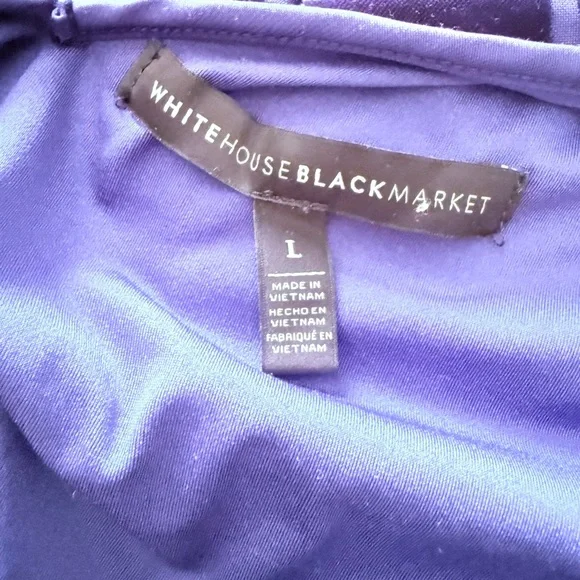 WHITEHOUSEBLACKMARKET
L
MADE IN
VIETNAM
HECHO EN
VIETNAM
FABRIQUÉ EN
VIETNAM